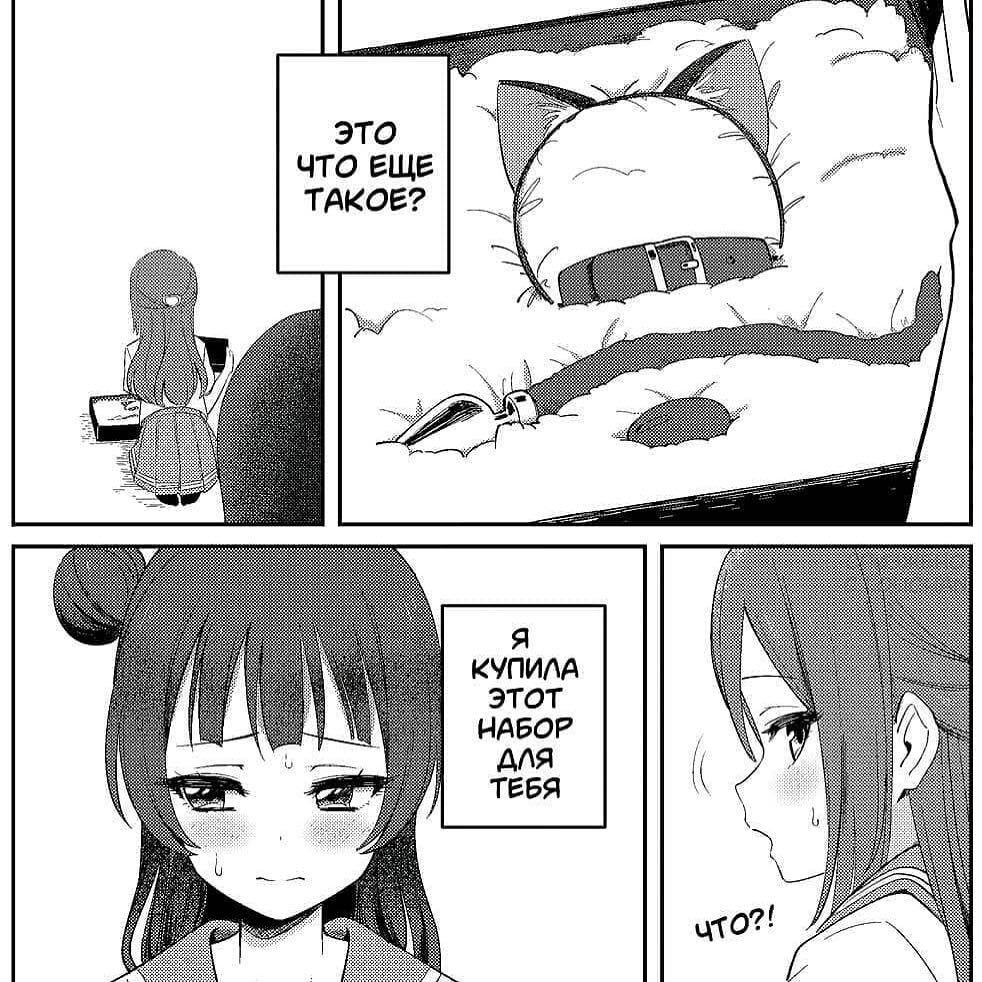 ЭТО
ЧТО ЕЩЕ
ТАКОЕ?
Я
КУПИЛА
ЭТОТ
НАБОР
ДЛЯ
ТЕБЯ
ЧТО?!